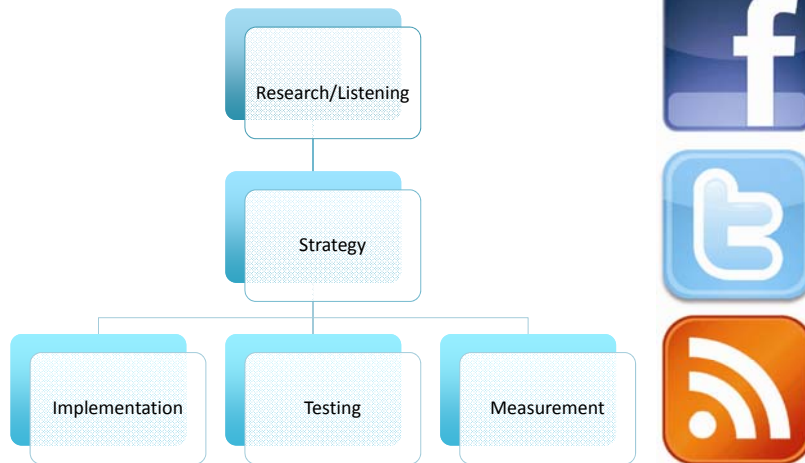 Research/Listening
Strategy
Implementation
Testing
Measurement
f
t